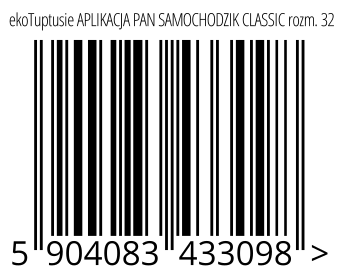 ekoTuptusie APLIKACJA PAN SAMOCHODZIK CLASSIC rozm. 32
5 904083 433098 >